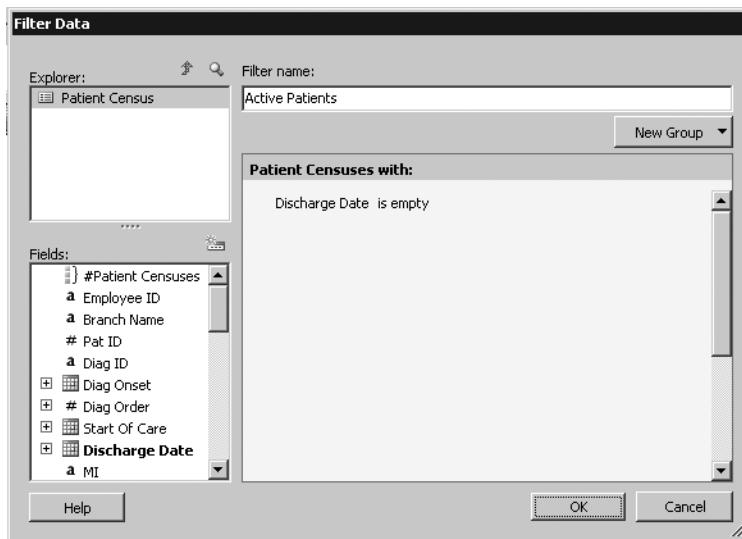 Filter Data
Explorer:
Patient Census
Filter name:
Active Patients
New Group
Patient Censuses with:
Discharge Date is empty
Fields:
#Patient Censuses
a Employee ID
a Branch Name
# Pat ID
a Diag ID
Diag Onset
# Diag Order
Start Of Care
Discharge Date
a MI
Help
OK
Cancel